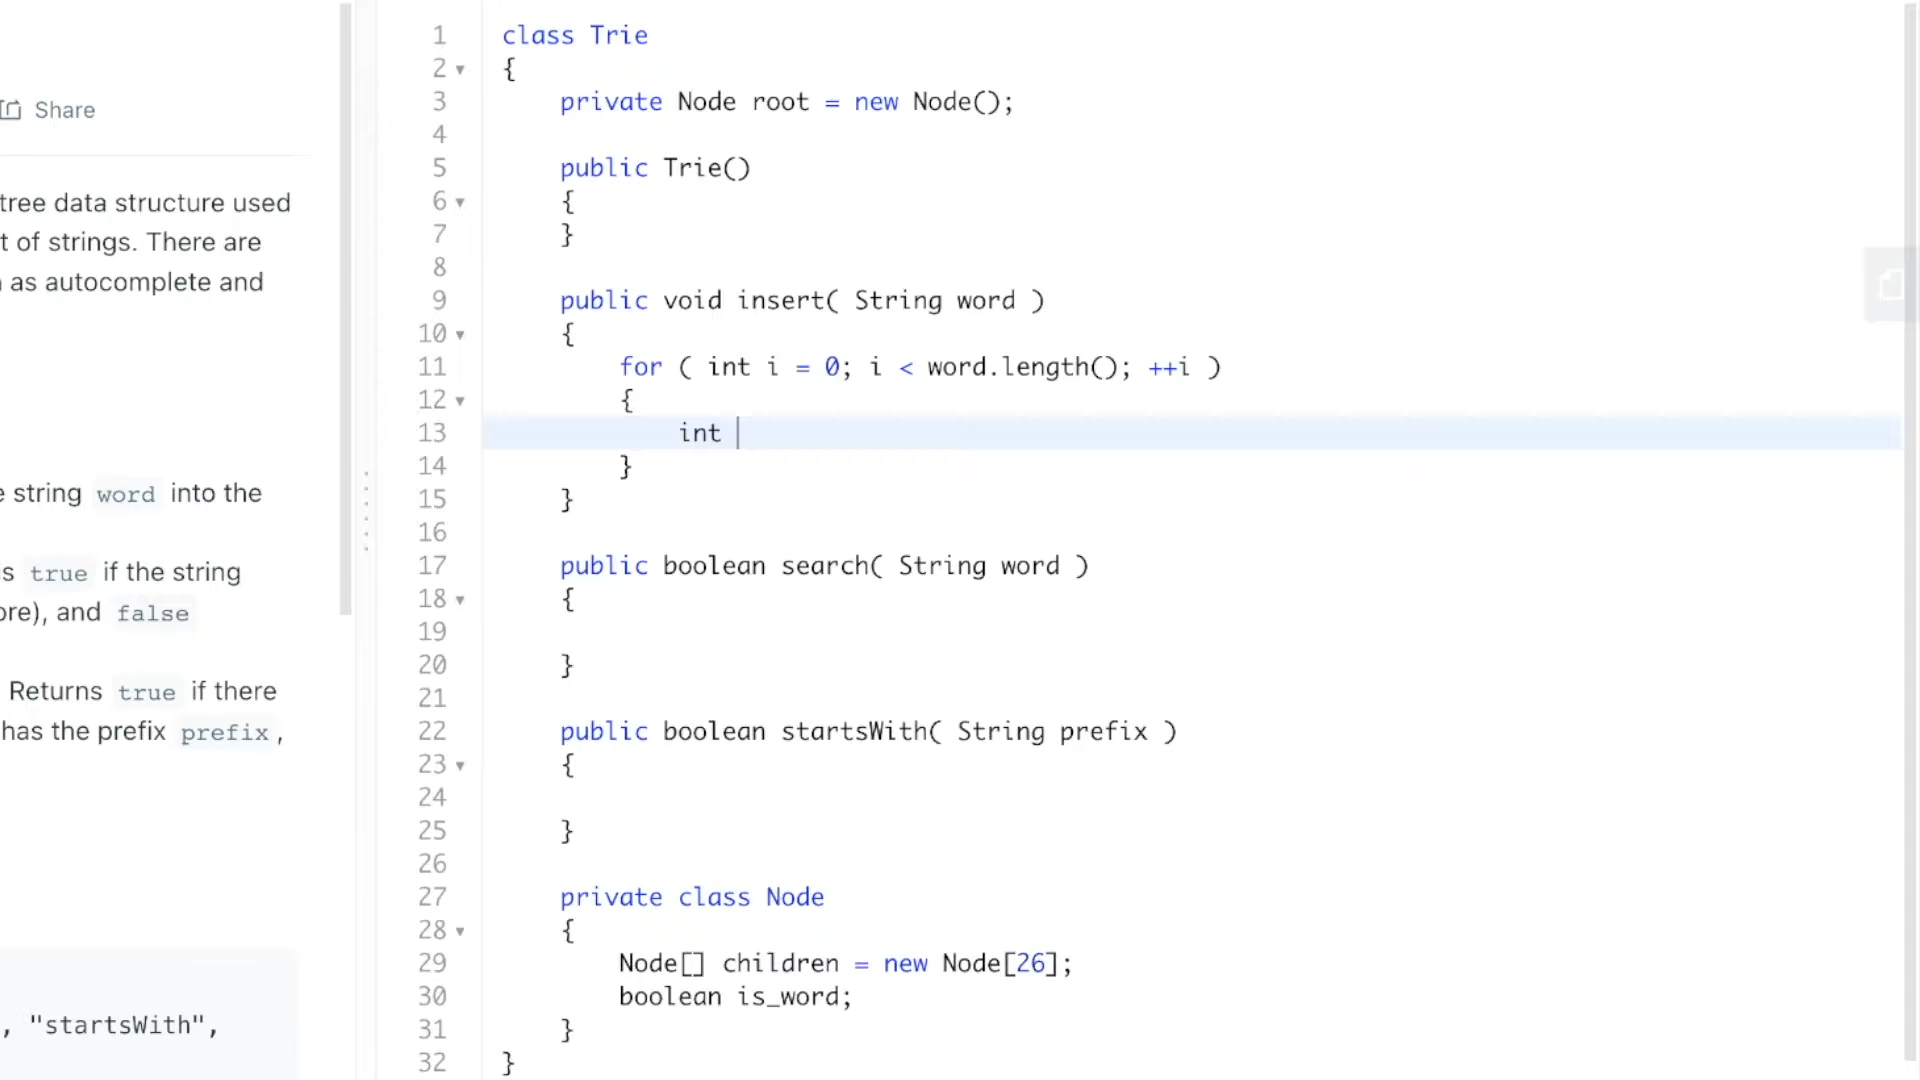 Share
tree data structure used
t of strings. There are
as autocomplete and
string word into the
s true if the string
ore), and false
Returns true if there
has the prefix prefix,
, "startsWith",
1 class Trie
2 {
3 private Node root = new Node();
4
5 public Trie()
6 {
7 }
8
9 public void insert( String word )
10 {
11 for ( int i = 0; i < word.length(); ++i )
12 {
13 int
14 }
15 }
16
17 public boolean search( String word )
18 {
19
20 }
21
22 public boolean startsWith( String prefix )
23 {
24
25 }
26
27 private class Node
28 {
29 Node[] children = new Node[26];
30 boolean is_word;
31 }
32 }